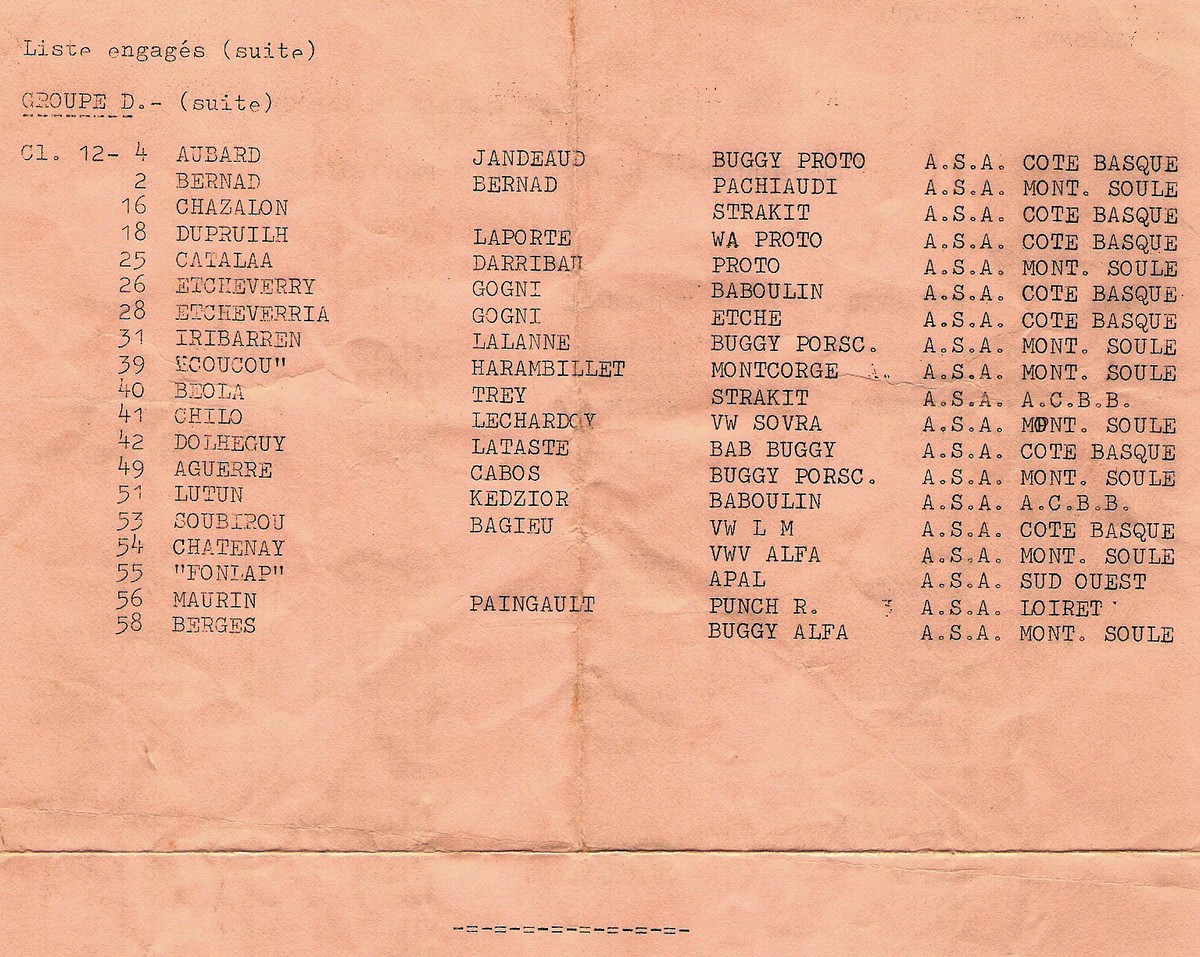 Liste engagés (suite)
GROUPE D.- (suite)
Cl. 12- 4 AUBARD JANDEAUD BUGGY PROTO A.S.A. COTE BASQUE
2 BERNAD BERNAD PACHIAUDI A.S.A. MONT. SOULE
16 CHAZALON STRAKIT A.S.A. COTE BASQUE
18 DUPRUILH LAPORTE WA PROTO A.S.A. COTE BASQUE
25 CATALAA DARRIBAU PROTO A.S.A. MONT. SOULE
26 ETCHEVERRY GOGNI BABOULIN A.S.A. COTE BASQUE
28 ETCHEVERRIA GOGNI ETCHE A.S.A. COTE BASQUE
31 IRIBARREN LALANNE BUGGY PORSC. A.S.A. MONT. SOULE
39 "COUCOU" HARAMBILLET MONTCORGE A.S.A. MONT. SOULE
40 BEOLA TREY STRAKIT A.S.A. A.C.B.B.
41 CHILO LECHARDOY VW SOVRA A.S.A. MONT. SOULE
42 DOLHEGUY LATASTE BAB BUGGY A.S.A. COTE BASQUE
49 AGUERRE CABOS BUGGY PORSC. A.S.A. MONT. SOULE
51 LUTUN KEDZIOR BABOULIN A.S.A. A.C.B.B.
53 SOUBIROU BAGIEU VW L M A.S.A. COTE BASQUE
54 CHATENAY VWV ALFA A.S.A. MONT. SOULE
55 "FONLAP" APAL A.S.A. SUD OUEST
56 MAURIN PAINGAULT PUNCH R. A.S.A. LOIRET
58 BERGES BUGGY ALFA A.S.A. MONT. SOULE
-=-=-=-=-=-=-=-=-